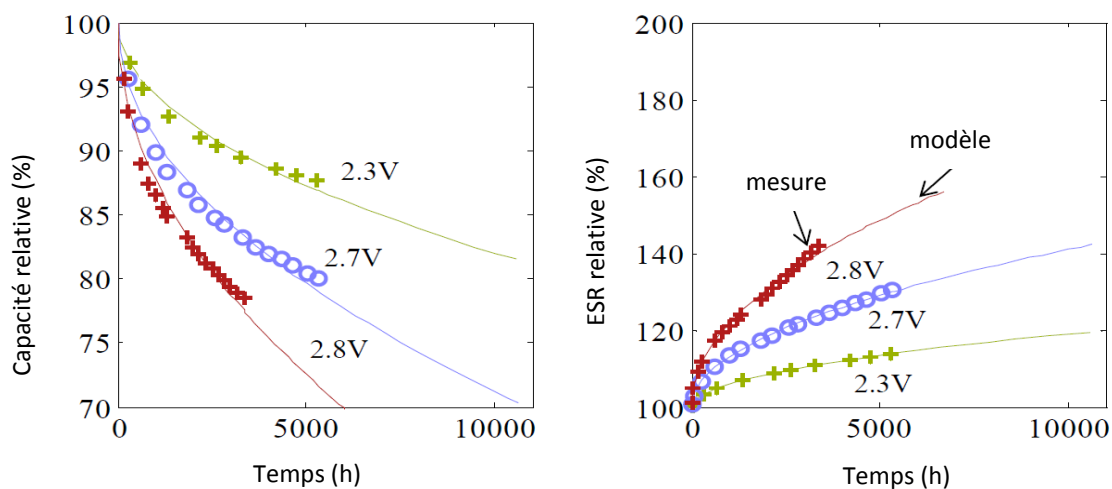 Capacité relative (%)
100
95
90
85
80
75
70
2.3V
2.7V
2.8V
0
5000
10000
Temps (h)
ESR relative (%)
200
180
160
140
120
100
modèle
mesure
2.8V
2.7V
2.3V
0
5000
10000
Temps (h)